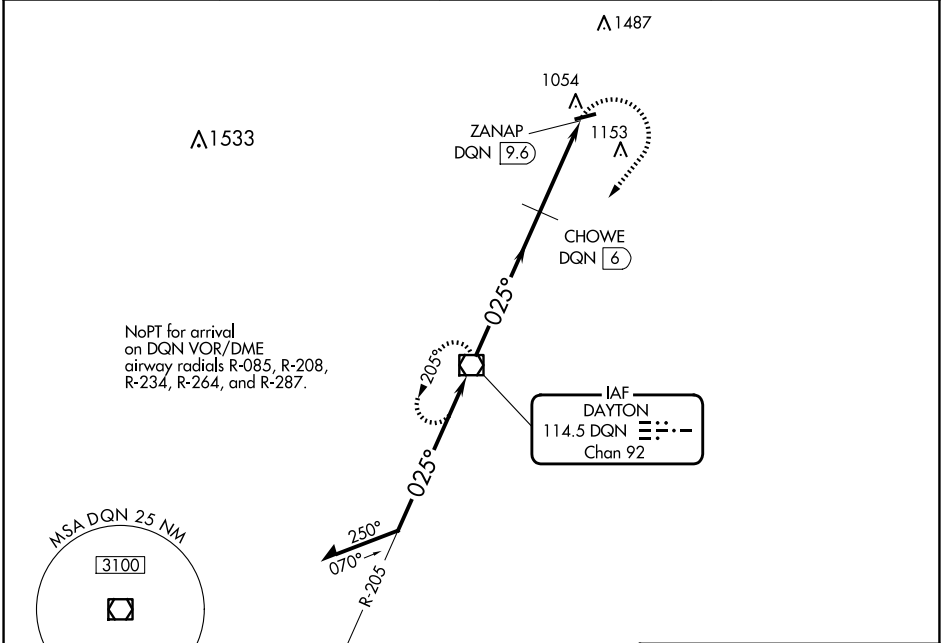 1487
1054
1533
ZANAP
DQN 9.6
1153
CHOWE
DQN 6
025°
NoPT for arrival
on DQN VOR/DME
airway radials R-085, R-208,
R-234, R-264, and R-287.
205°
IAF
DAYTON
114.5 DQN
Chan 92
025°
MSA DQN 25 NM
3100
250°
070°
R-205